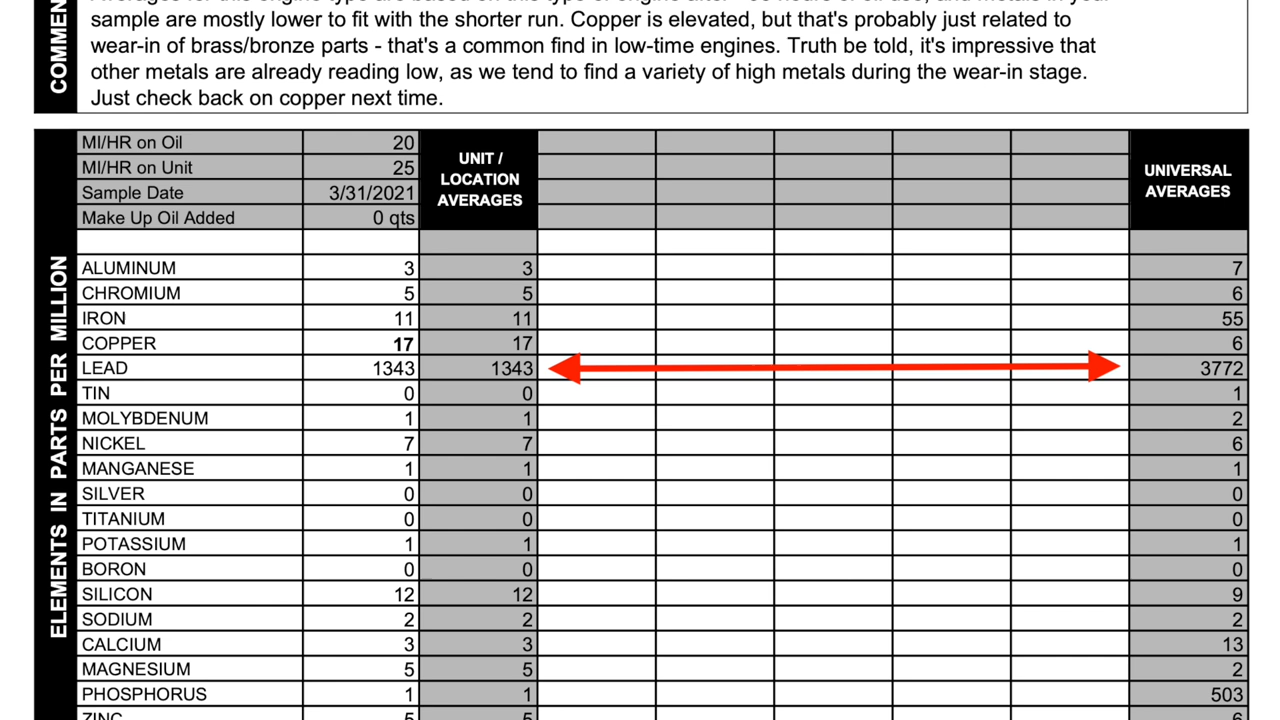 sample are mostly lower to fit with the shorter run. Copper is elevated, but that's probably just related to
wear-in of brass/bronze parts - that's a common find in low-time engines. Truth be told, it's impressive that
other metals are already reading low, as we tend to find a variety of high metals during the wear-in stage.
Just check back on copper next time.
COMMEN
MI/HR on Oil 20
MI/HR on Unit 25
Sample Date 3/31/2021
Make Up Oil Added 0 qts
UNIT /
LOCATION
AVERAGES
UNIVERSAL
AVERAGES
ELEMENTS IN PARTS PER MILLION
ALUMINUM 3 3 7
CHROMIUM 5 5 6
IRON 11 11 55
COPPER 17 17 6
LEAD 1343 1343 3772
TIN 0 0 1
MOLYBDENUM 1 1 2
NICKEL 7 7 6
MANGANESE 1 1 1
SILVER 0 0 0
TITANIUM 0 0 0
POTASSIUM 1 1 1
BORON 0 0 0
SILICON 12 12 9
SODIUM 2 2 2
CALCIUM 3 3 13
MAGNESIUM 5 5 2
PHOSPHORUS 1 1 503
ZINC 5 5 6